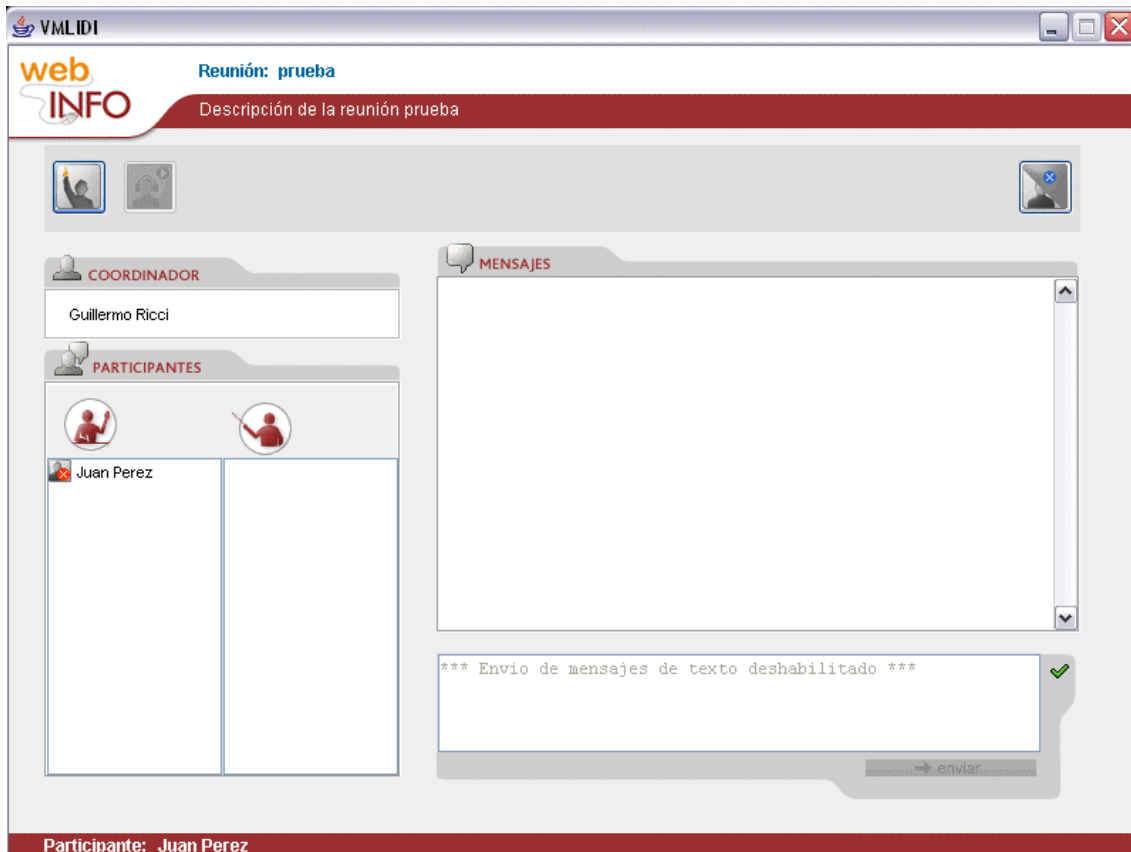 VMLIDI
web
INFO
Reunión: prueba
Descripción de la reunión prueba
COORDINADOR
Guillermo Ricci
PARTICIPANTES
Juan Perez
MENSAJES
*** Envio de mensajes de texto deshabilitado ***
enviar
Participante: Juan Perez